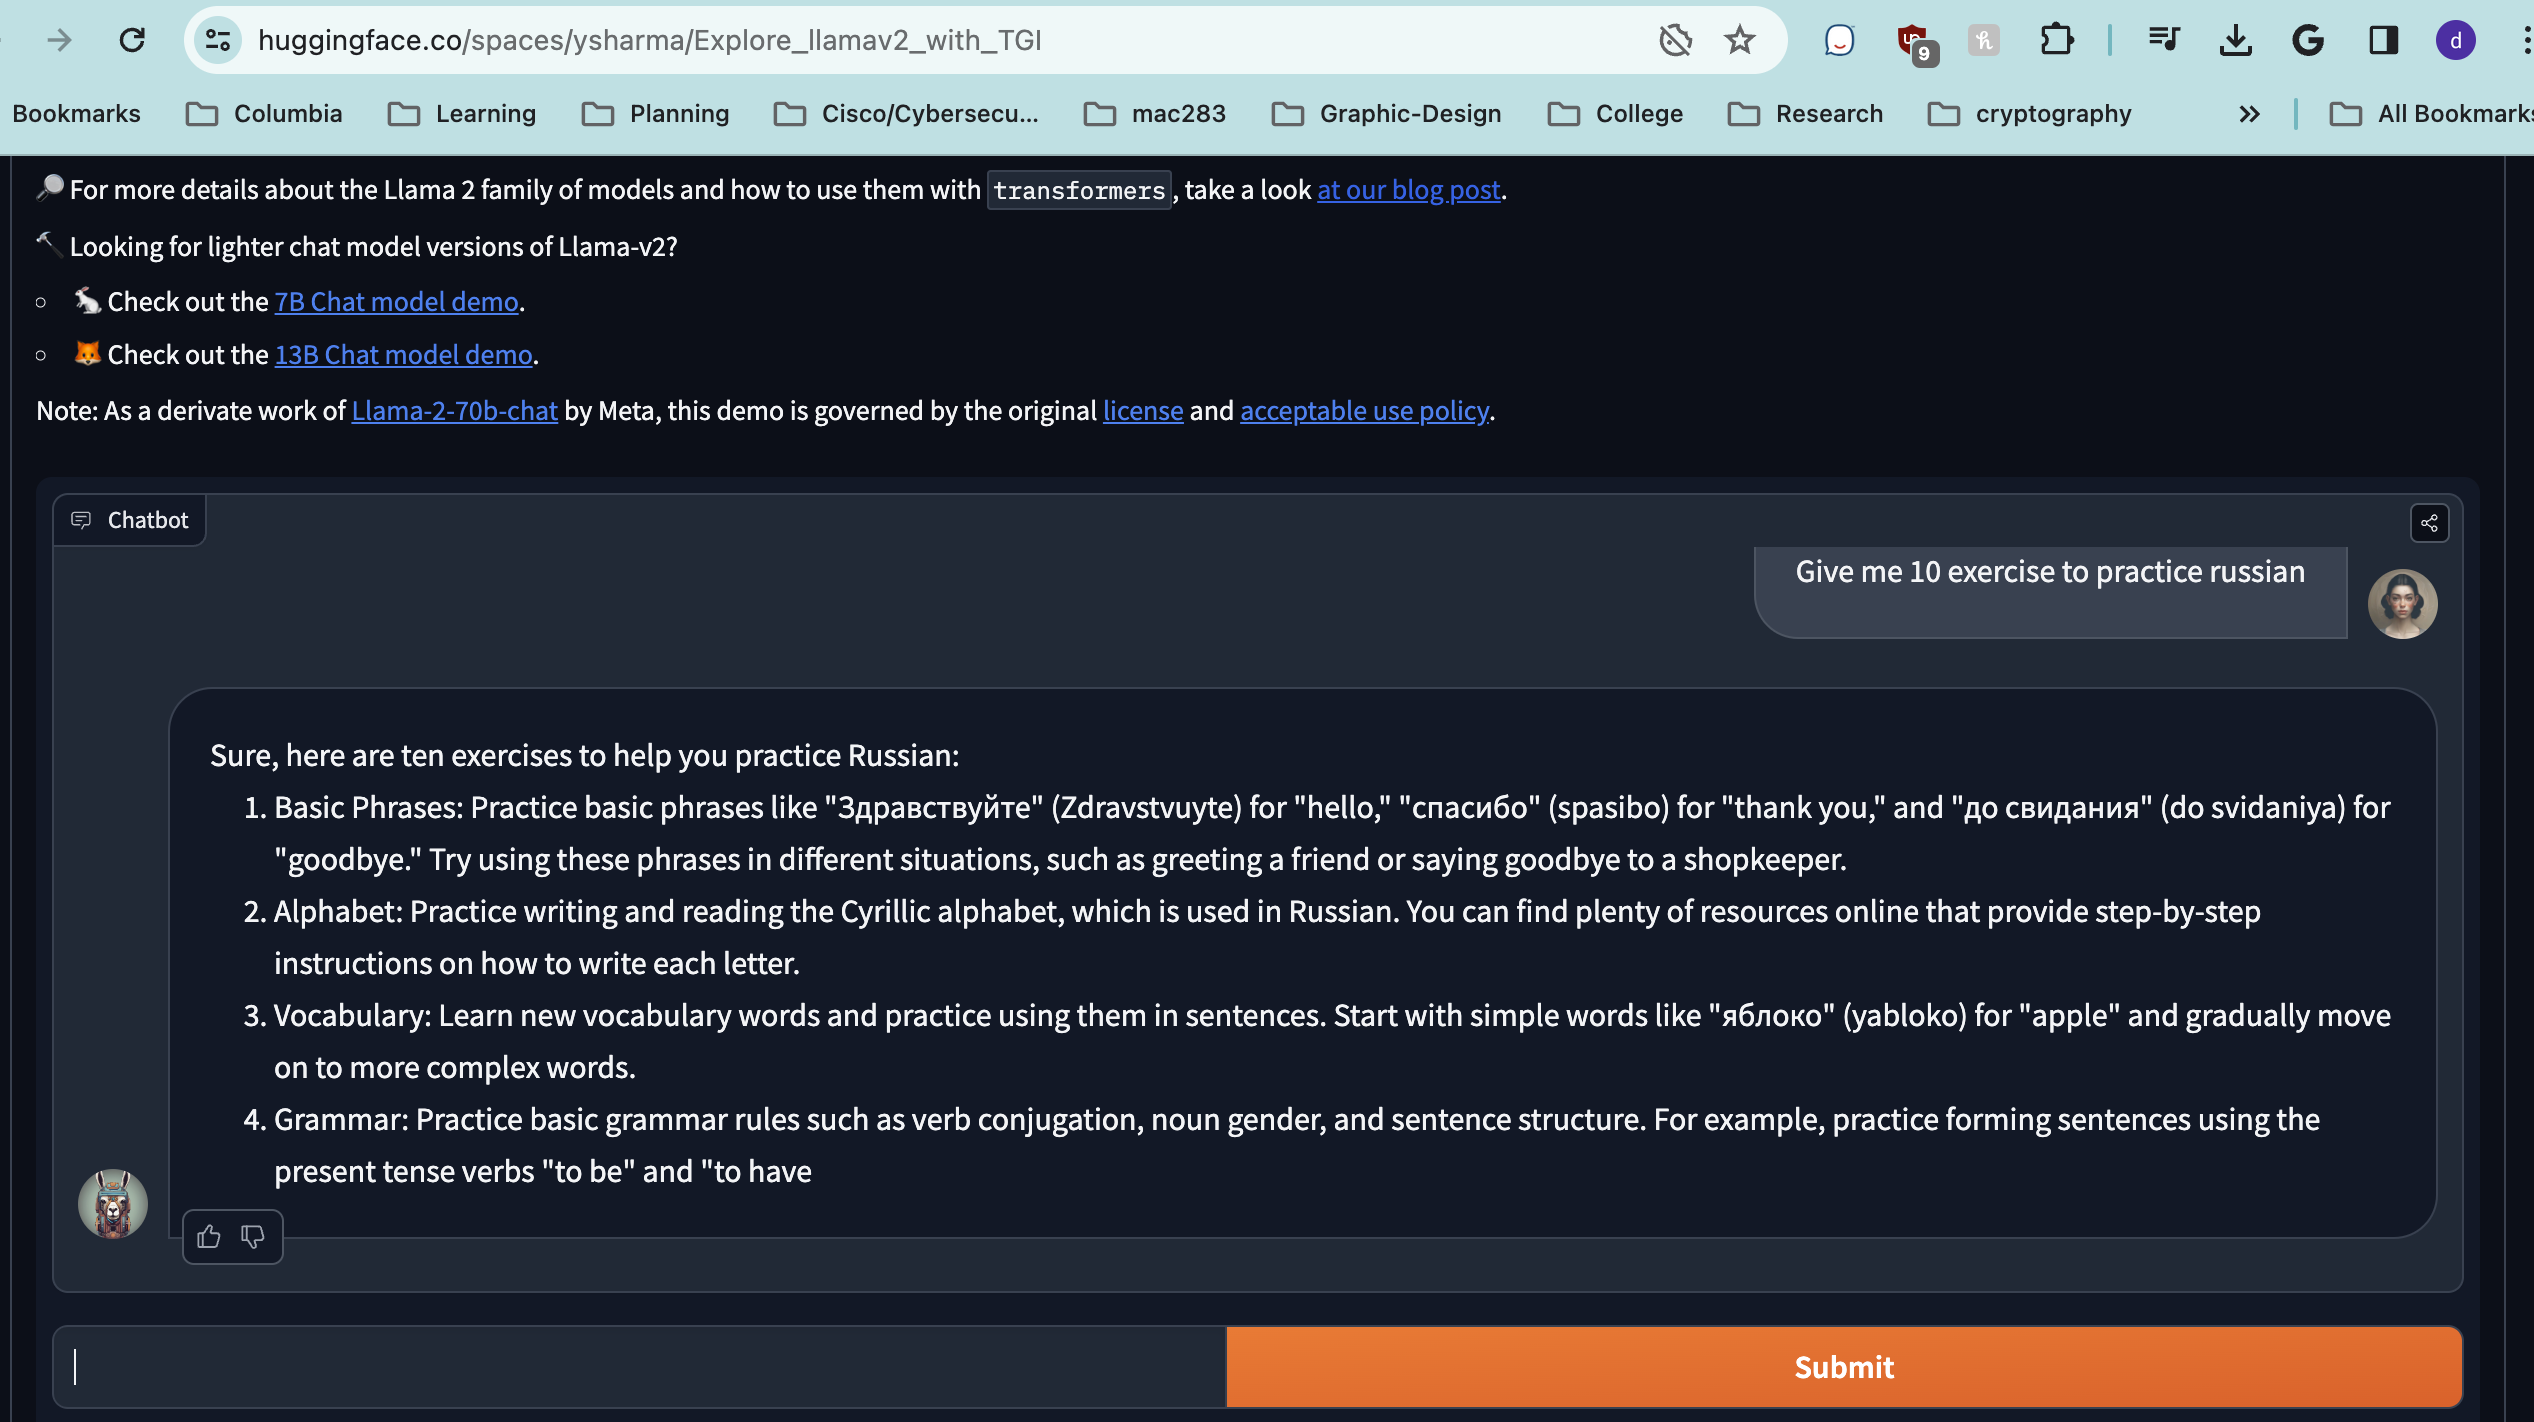 huggingface.co/spaces/ysharma/Explore_llamav2_with_TGI
9
d
Bookmarks Columbia Learning Planning Cisco/Cybersecu... mac283 Graphic-Design College Research cryptography » All Bookmarks
For more details about the Llama 2 family of models and how to use them with transformers, take a look at our blog post.
Looking for lighter chat model versions of Llama-v2?
Check out the 7B Chat model demo.
Check out the 13B Chat model demo.
Note: As a derivate work of Llama-2-70b-chat by Meta, this demo is governed by the original license and acceptable use policy.
Chatbot
Give me 10 exercise to practice russian
Sure, here are ten exercises to help you practice Russian:
1. Basic Phrases: Practice basic phrases like "Здравствуйте" (Zdravstvuyte) for "hello," "спасибо" (spasibo) for "thank you," and "до свидания" (do svidaniya) for
"goodbye." Try using these phrases in different situations, such as greeting a friend or saying goodbye to a shopkeeper.
2. Alphabet: Practice writing and reading the Cyrillic alphabet, which is used in Russian. You can find plenty of resources online that provide step-by-step
instructions on how to write each letter.
3. Vocabulary: Learn new vocabulary words and practice using them in sentences. Start with simple words like "яблоко" (yabloko) for "apple" and gradually move
on to more complex words.
4. Grammar: Practice basic grammar rules such as verb conjugation, noun gender, and sentence structure. For example, practice forming sentences using the
present tense verbs "to be" and "to have
Submit